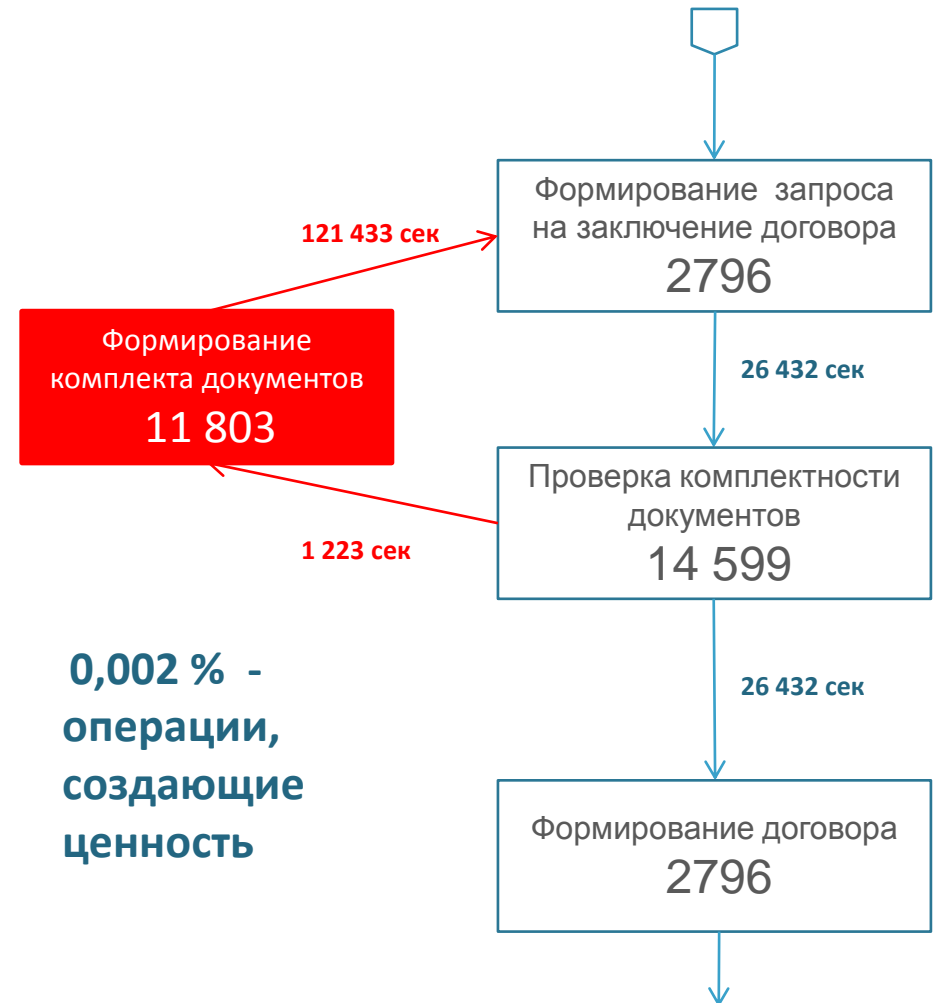 Формирование запроса
на заключение договора
2796
121 433 сек
Формирование
комплекта документов
11 803
26 432 сек
Проверка комплектности
документов
14 599
1 223 сек
0,002 % -
операции,
создающие
ценность
26 432 сек
Формирование договора
2796